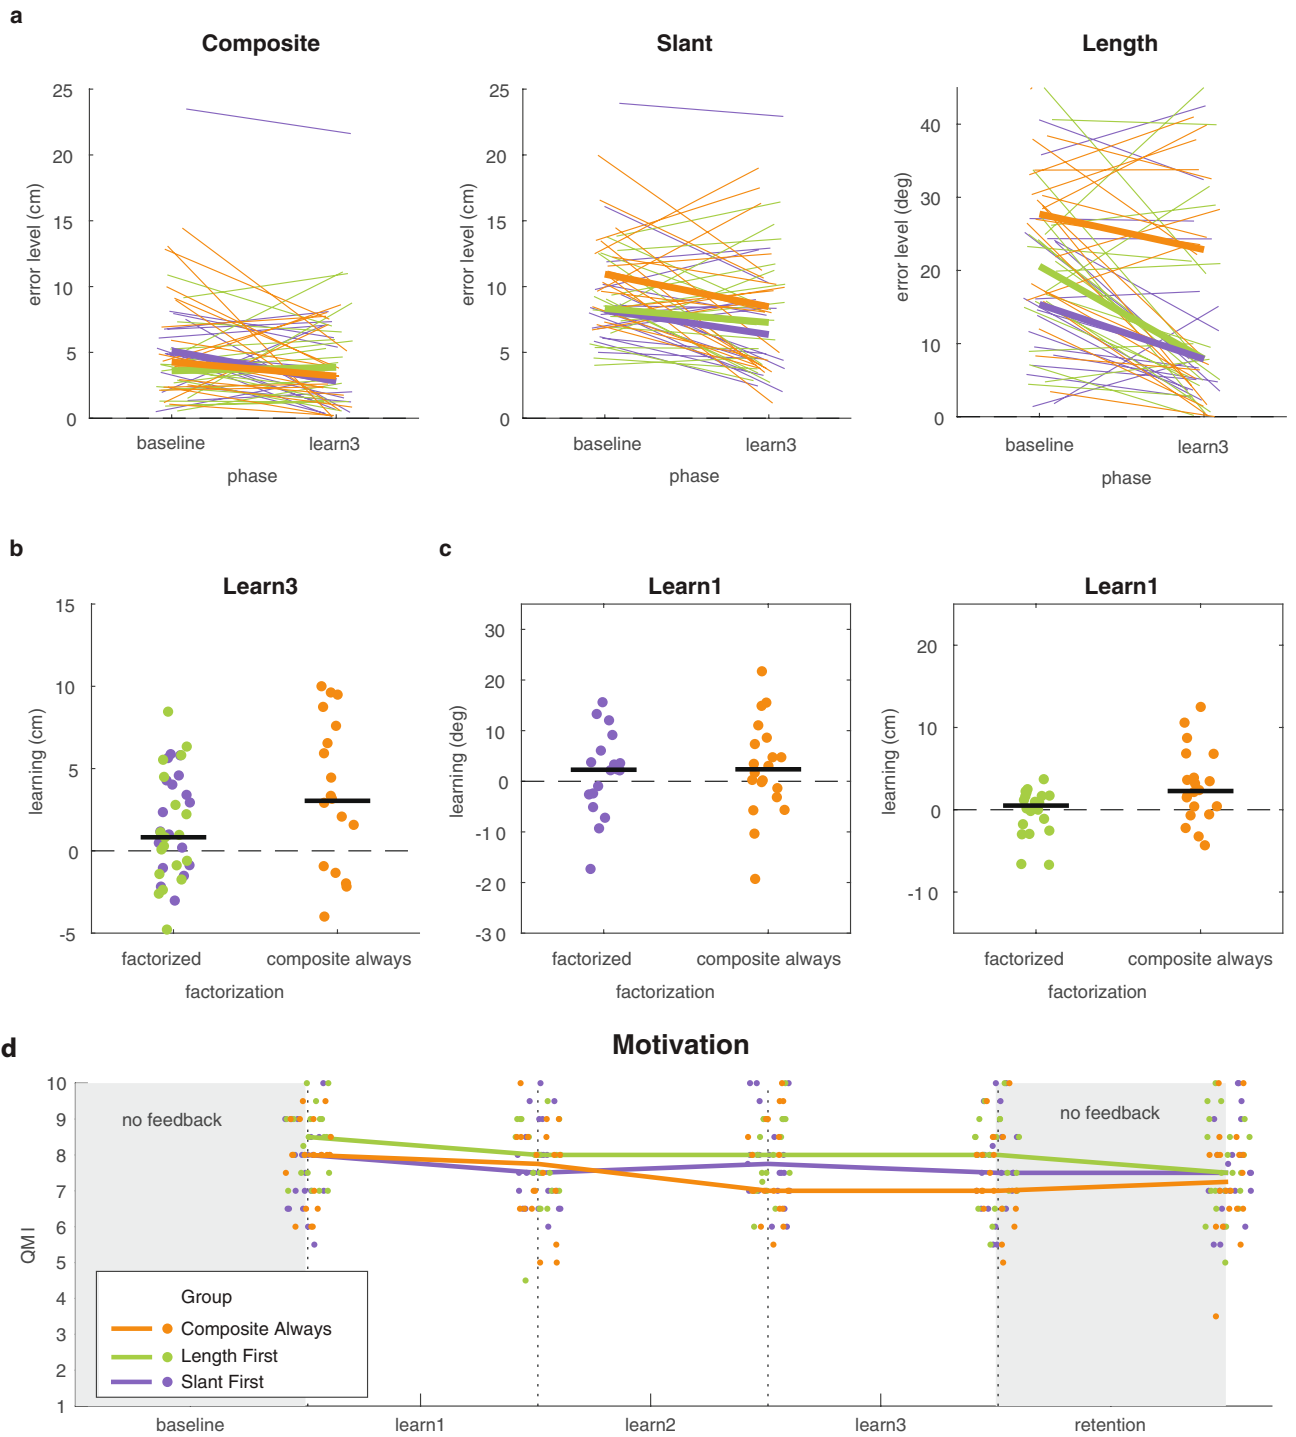 a
Composite
Slant
Length
25
20
15
10
5
0
error level (cm)
baseline
learn3
phase
25
20
15
10
5
0
error level (cm)
baseline
learn3
phase
40
30
20
10
0
error level (deg)
baseline
learn3
phase
b
c
Learn3
Learn1
Learn1
15
10
5
0
-5
learning (cm)
factorized
composite always
factorization
30
20
10
0
-1 0
-2 0
-3 0
learning (deg)
factorized
composite always
factorization
20
10
0
-1 0
learning (cm)
factorized
composite always
factorization
d
Motivation
10
9
8
7
6
5
4
3
2
1
QMI
no feedback
no feedback
Group
Composite Always
Length First
Slant First
baseline
learn1
learn2
learn3
retention